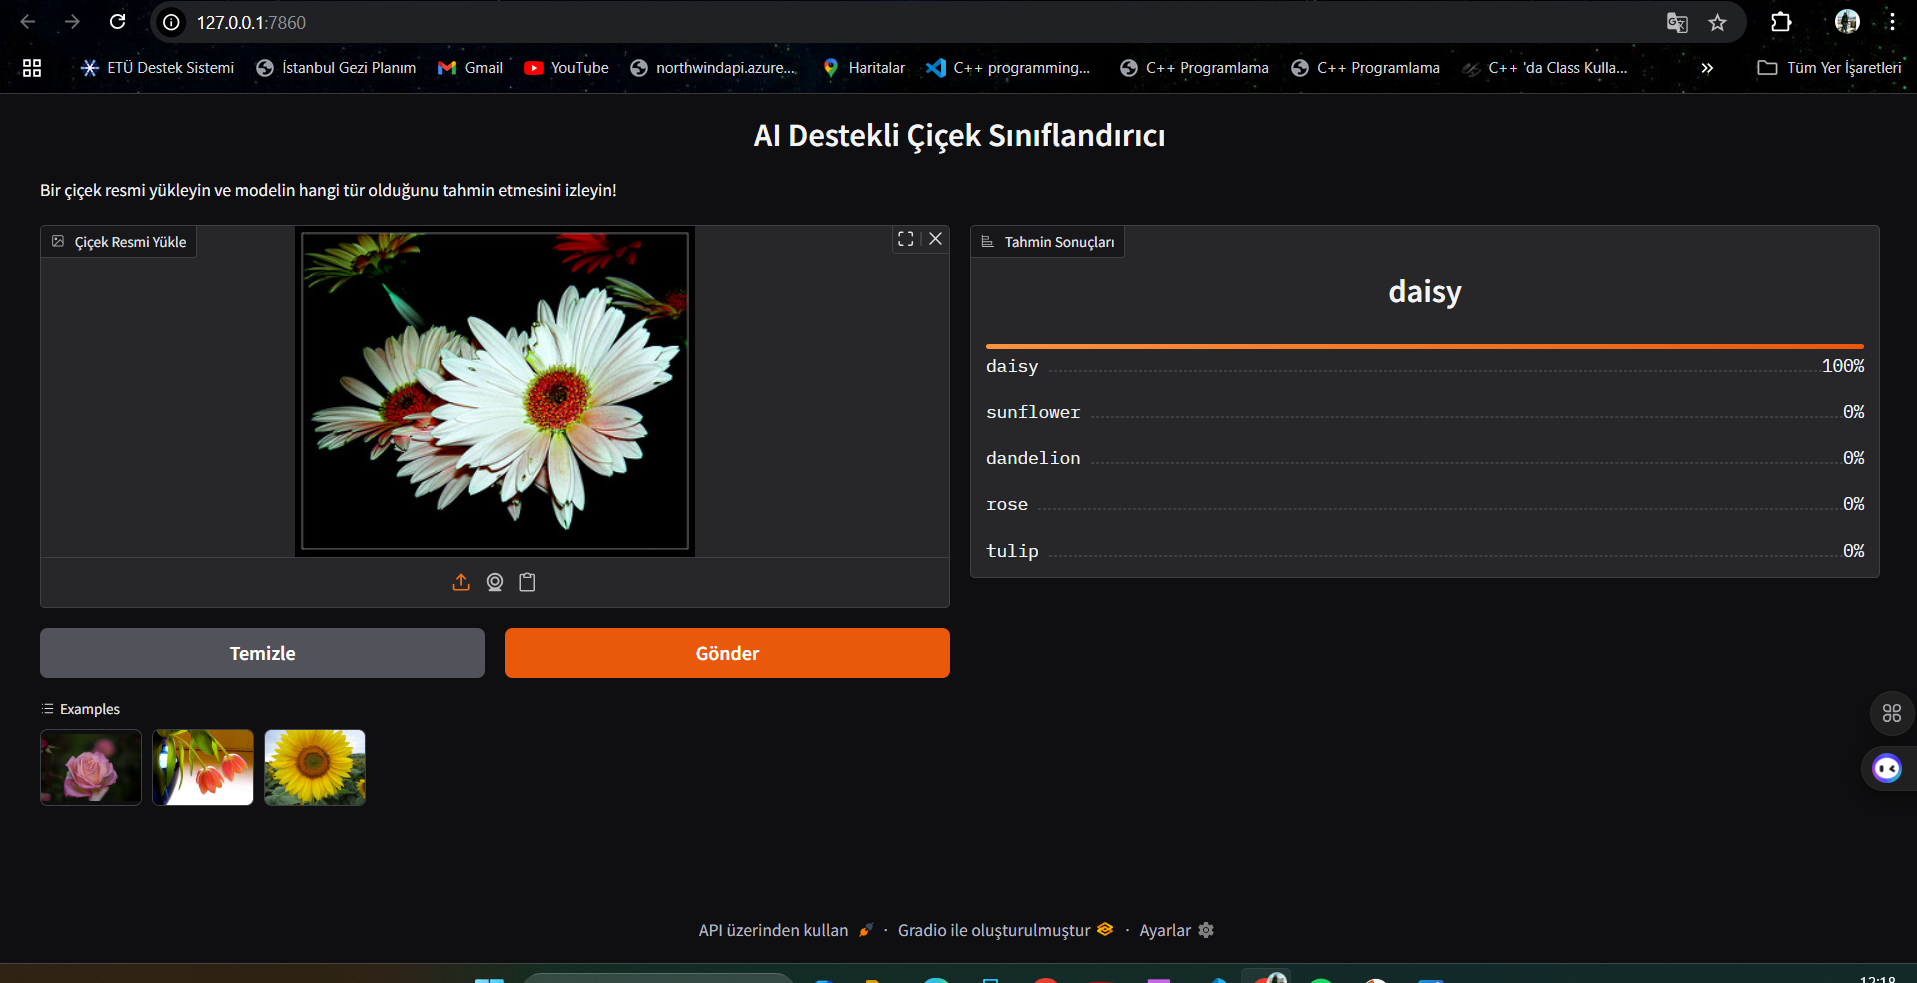 127.0.0.1:7860
ETÜ Destek Sistemi
İstanbul Gezi Planım
Gmail
YouTube
northwindapi.azure...
Haritalar
C++ programming...
C++ Programlama
C++ Programlama
C++ 'da Class Kulla...
»
Tüm Yer İşaretleri
AI Destekli Çiçek Sınıflandırıcı
Bir çiçek resmi yükleyin ve modelin hangi tür olduğunu tahmin etmesini izleyin!
Çiçek Resmi Yükle
Tahmin Sonuçları
daisy
daisy 100%
sunflower 0%
dandelion 0%
rose 0%
tulip 0%
Temizle
Gönder
Examples
API üzerinden kullan · Gradio ile oluşturulmuştur · Ayarlar